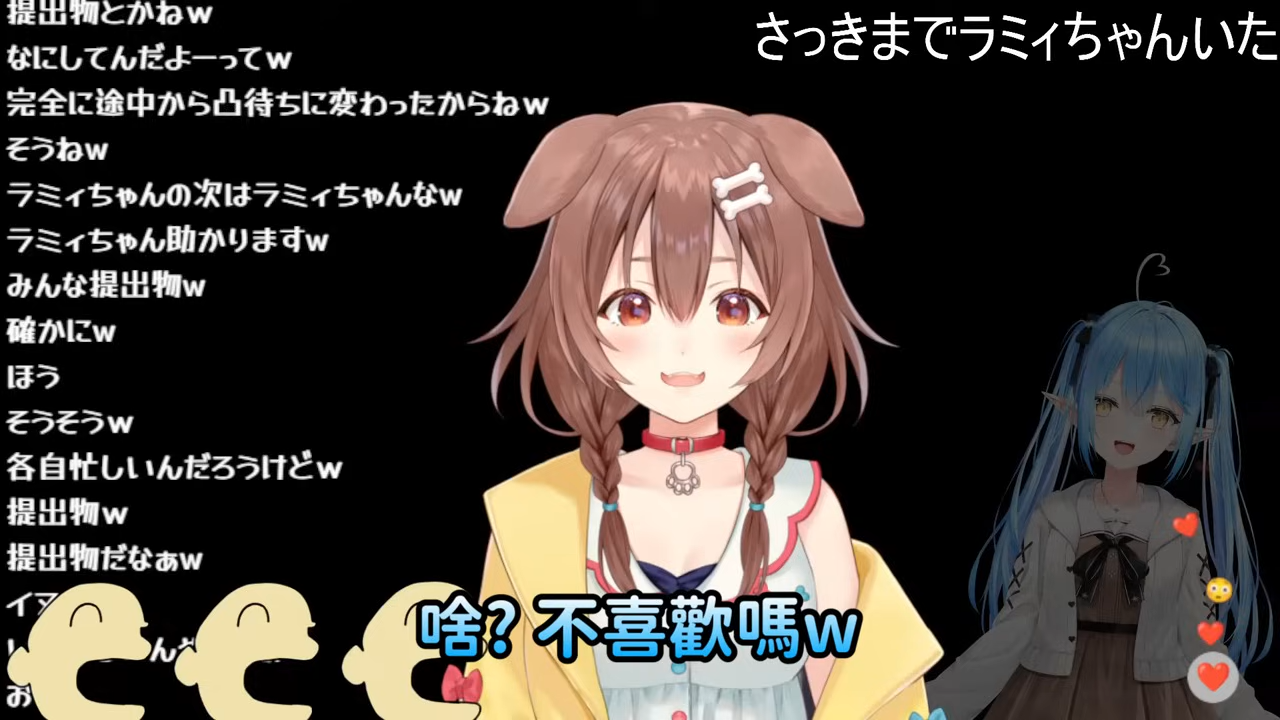 提出物とかねw
さっきまでラミィちゃんいた
なにしてんだよーってw
完全に途中から凸待ちに変わったからねw
そうねw
ラミィちゃんの次はラミィちゃんなw
ラミィちゃん助かりますw
みんな提出物w
確かにw
ほう
そうそうw
各自忙しいんだろうけどw
提出物w
提出物だなぁw
啥? 不喜歡嗎w
お